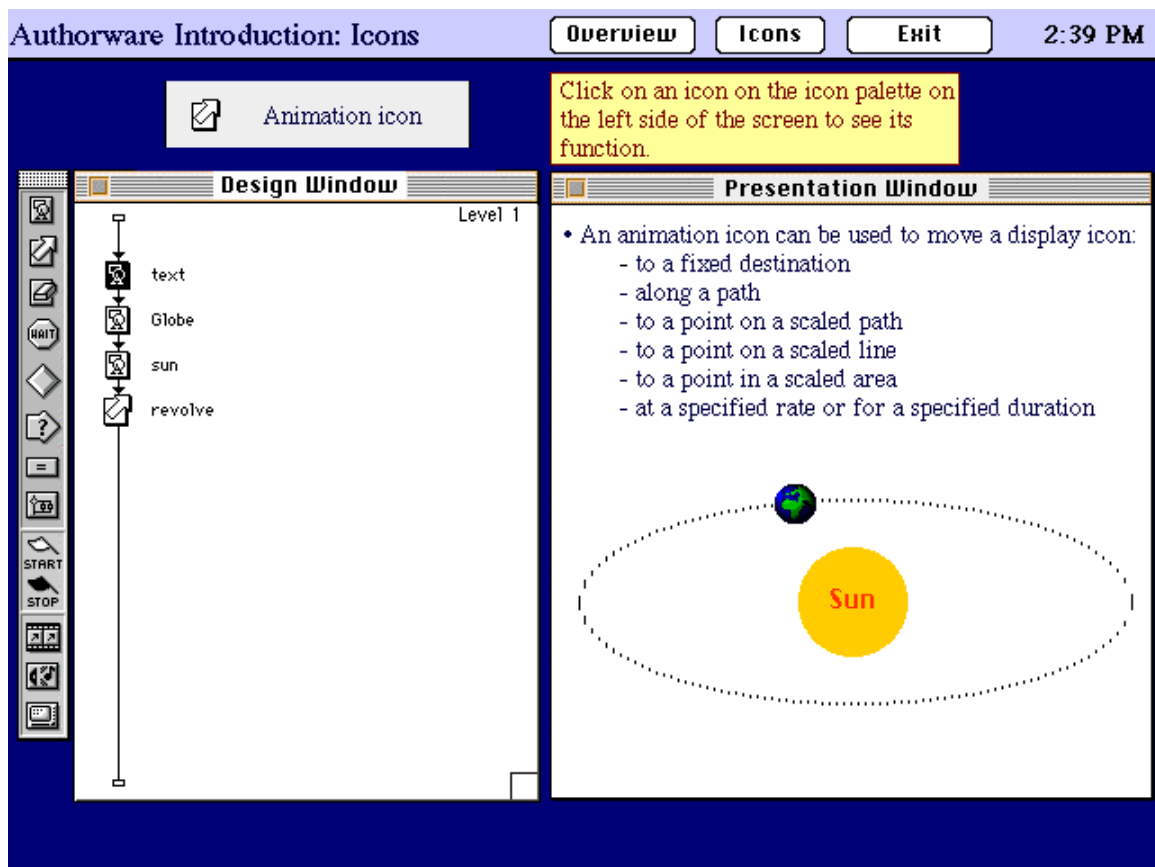 Authorware Introduction: Icons
Overview
Icons
Exit
2:39 PM
Animation icon
Click on an icon on the icon palette on
the left side of the screen to see its
function.
Design Window
Level 1
text
Globe
sun
revolve
WAIT
?
=
START
STOP
Presentation Window
• An animation icon can be used to move a display icon:
- to a fixed destination
- along a path
- to a point on a scaled path
- to a point on a scaled line
- to a point in a scaled area
- at a specified rate or for a specified duration
Sun